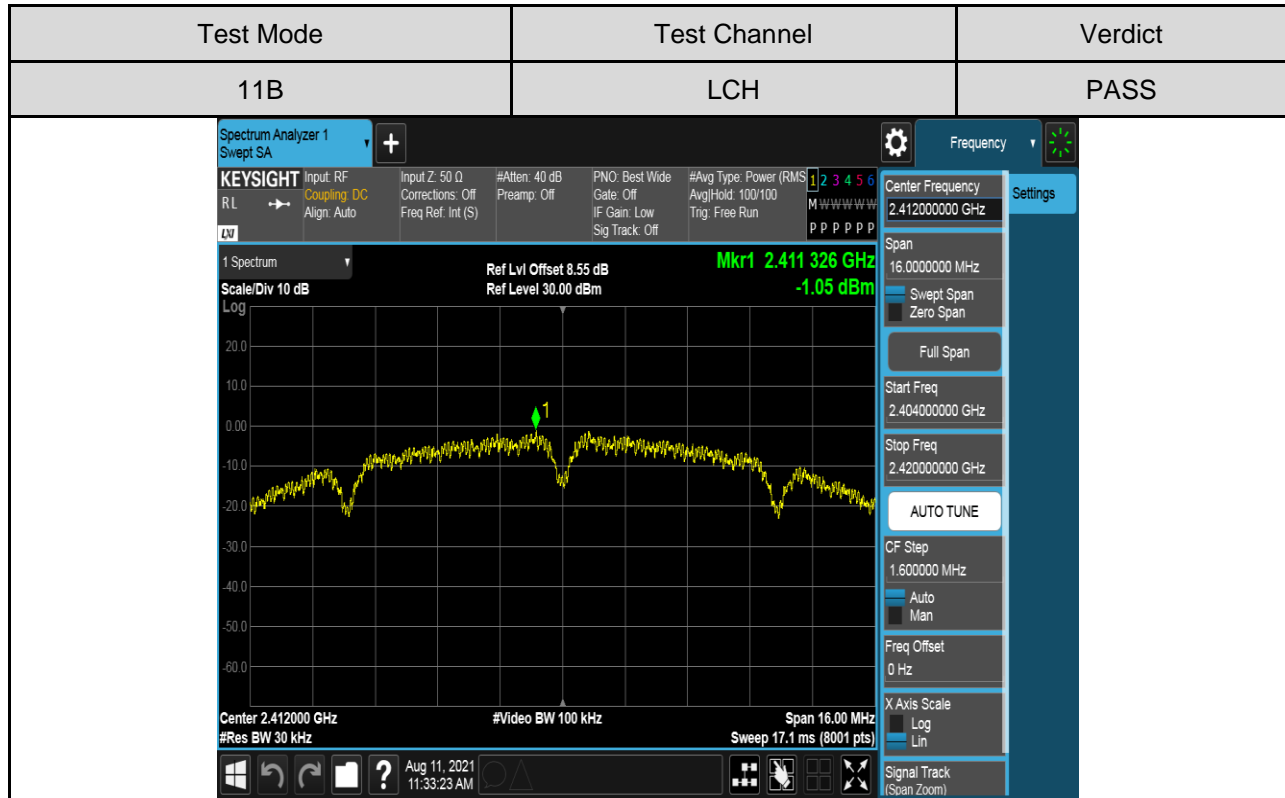 Test Mode
Test Channel
Verdict
11B
LCH
PASS
Spectrum Analyzer 1
Swept SA
+
Frequency
KEYSIGHT
RL
LXI
Input: RF
Coupling: DC
Align: Auto
Input Z: 50 Ω
Corrections: Off
Freq Ref: Int (S)
#Atten: 40 dB
Preamp: Off
PNO: Best Wide
Gate: Off
IF Gain: Low
Sig Track: Off
#Avg Type: Power (RMS
Avg|Hold: 100/100
Trig: Free Run
1 2 3 4 5 6
M W W W W W
P P P P P P
Center Frequency
2.412000000 GHz
Settings
Span
16.0000000 MHz
Swept Span
Zero Span
Full Span
Start Freq
2.404000000 GHz
Stop Freq
2.420000000 GHz
AUTO TUNE
CF Step
1.600000 MHz
Auto
Man
Freq Offset
0 Hz
X Axis Scale
Log
Lin
Signal Track
(Span Zoom)
1 Spectrum
Scale/Div 10 dB
Ref Lvl Offset 8.55 dB
Ref Level 30.00 dBm
Mkr1 2.411 326 GHz
-1.05 dBm
Log
20.0
10.0
0.00
-10.0
-20.0
-30.0
-40.0
-50.0
-60.0
1
Center 2.412000 GHz
#Video BW 100 kHz
Span 16.00 MHz
#Res BW 30 kHz
Sweep 17.1 ms (8001 pts)
?
Aug 11, 2021
11:33:23 AM